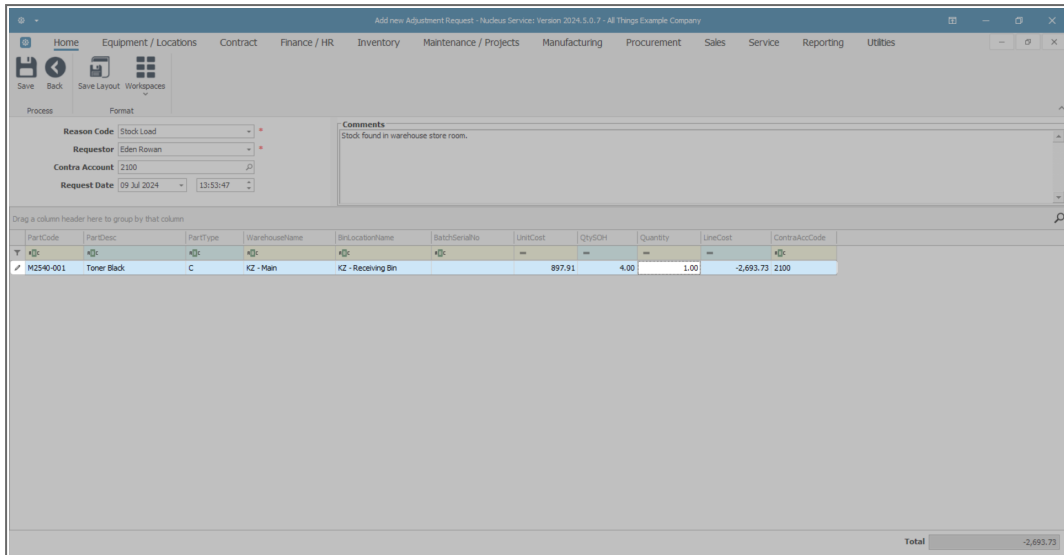 Add new Adjustment Request - Nucleus Service: Version 2024.5.0.7 - All Things Example Company
Home Equipment / Locations Contract Finance / HR Inventory Maintenance / Projects Manufacturing Procurement Sales Service Reporting Utilities
Save Back Save Layout Workspaces
Process Format
Reason Code Stock Load *
Requestor Eden Rowan *
Contra Account 2100
Request Date 09 Jul 2024 13:53:47
Comments
Stock found in warehouse store room.
Drag a column header here to group by that column
PartCode PartDesc PartType WarehouseName BinLocationName BatchSerialNo UnitCost QtySOH Quantity LineCost ContraAccCode
M2540-001 Toner Black C KZ - Main KZ - Receiving Bin 897.91 4.00 1.00 -2,693.73 2100
Total -2,693.73